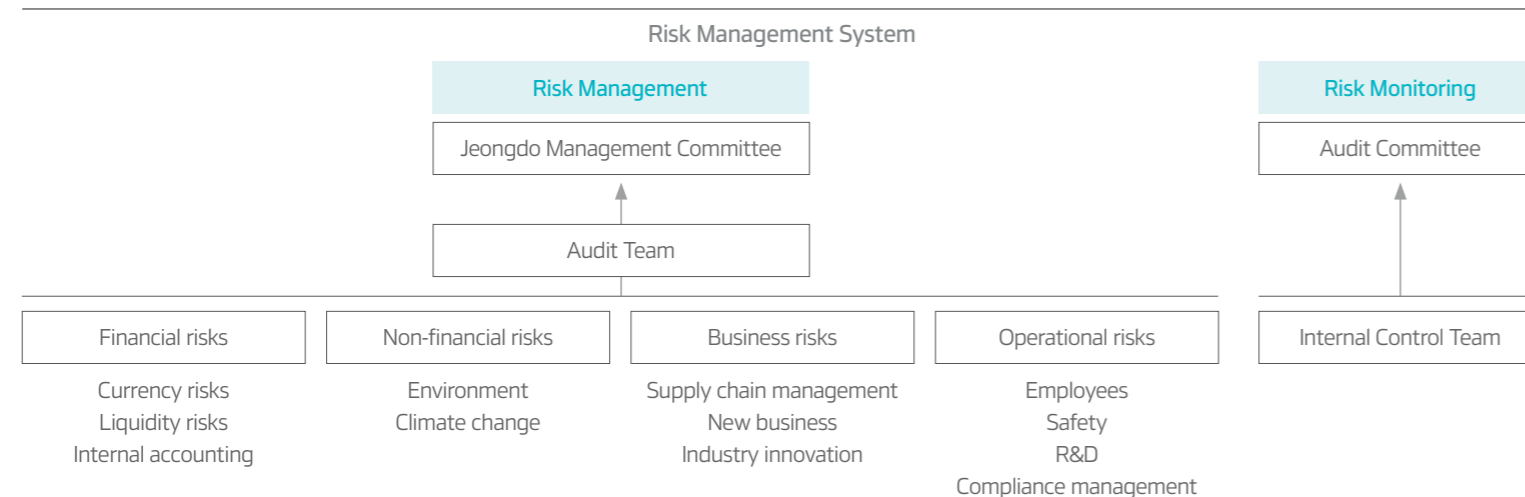 Risk Management System
Risk Management
Risk Monitoring
Jeongdo Management Committee
Audit Committee
Audit Team
Financial risks
Non-financial risks
Business risks
Operational risks
Internal Control Team
Currency risks
Liquidity risks
Internal accounting
Environment
Climate change
Supply chain management
New business
Industry innovation
Employees
Safety
R&D
Compliance management